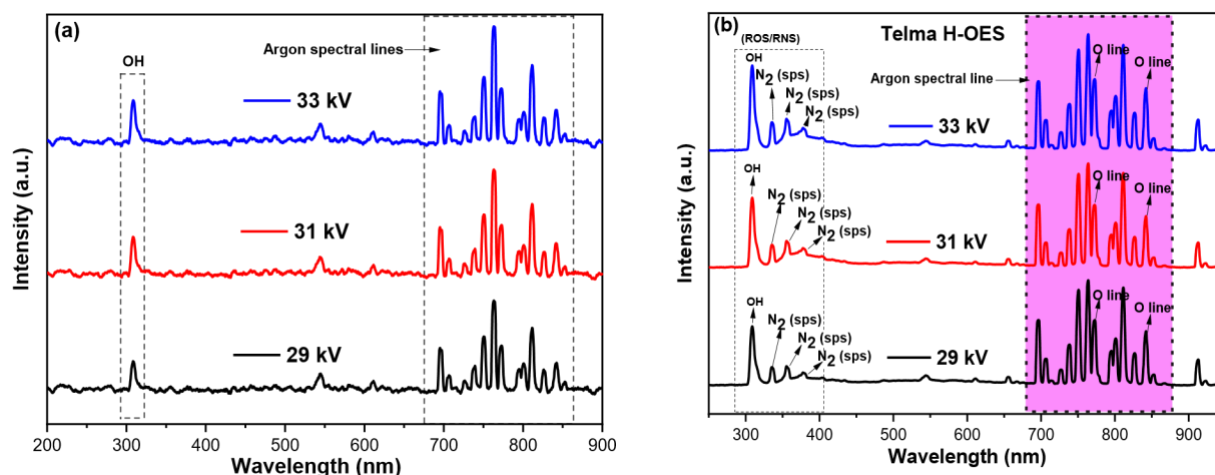 (a)
Argon spectral lines
OH
33 kV
31 kV
29 kV
Intensity (a.u.)
200 300 400 500 600 700 800 900
Wavelength (nm)
(b)
Telma H-OES
(ROS/RNS)
OH
N2 (sps)
N2 (sps)
N2 (sps)
Argon spectral line
O line
O line
33 kV
OH
N2 (sps)
N2 (sps)
N2 (sps)
O line
O line
31 kV
OH
N2 (sps)
N2 (sps)
N2 (sps)
O line
O line
29 kV
Intensity (a.u.)
300 400 500 600 700 800 900
Wavelength (nm)